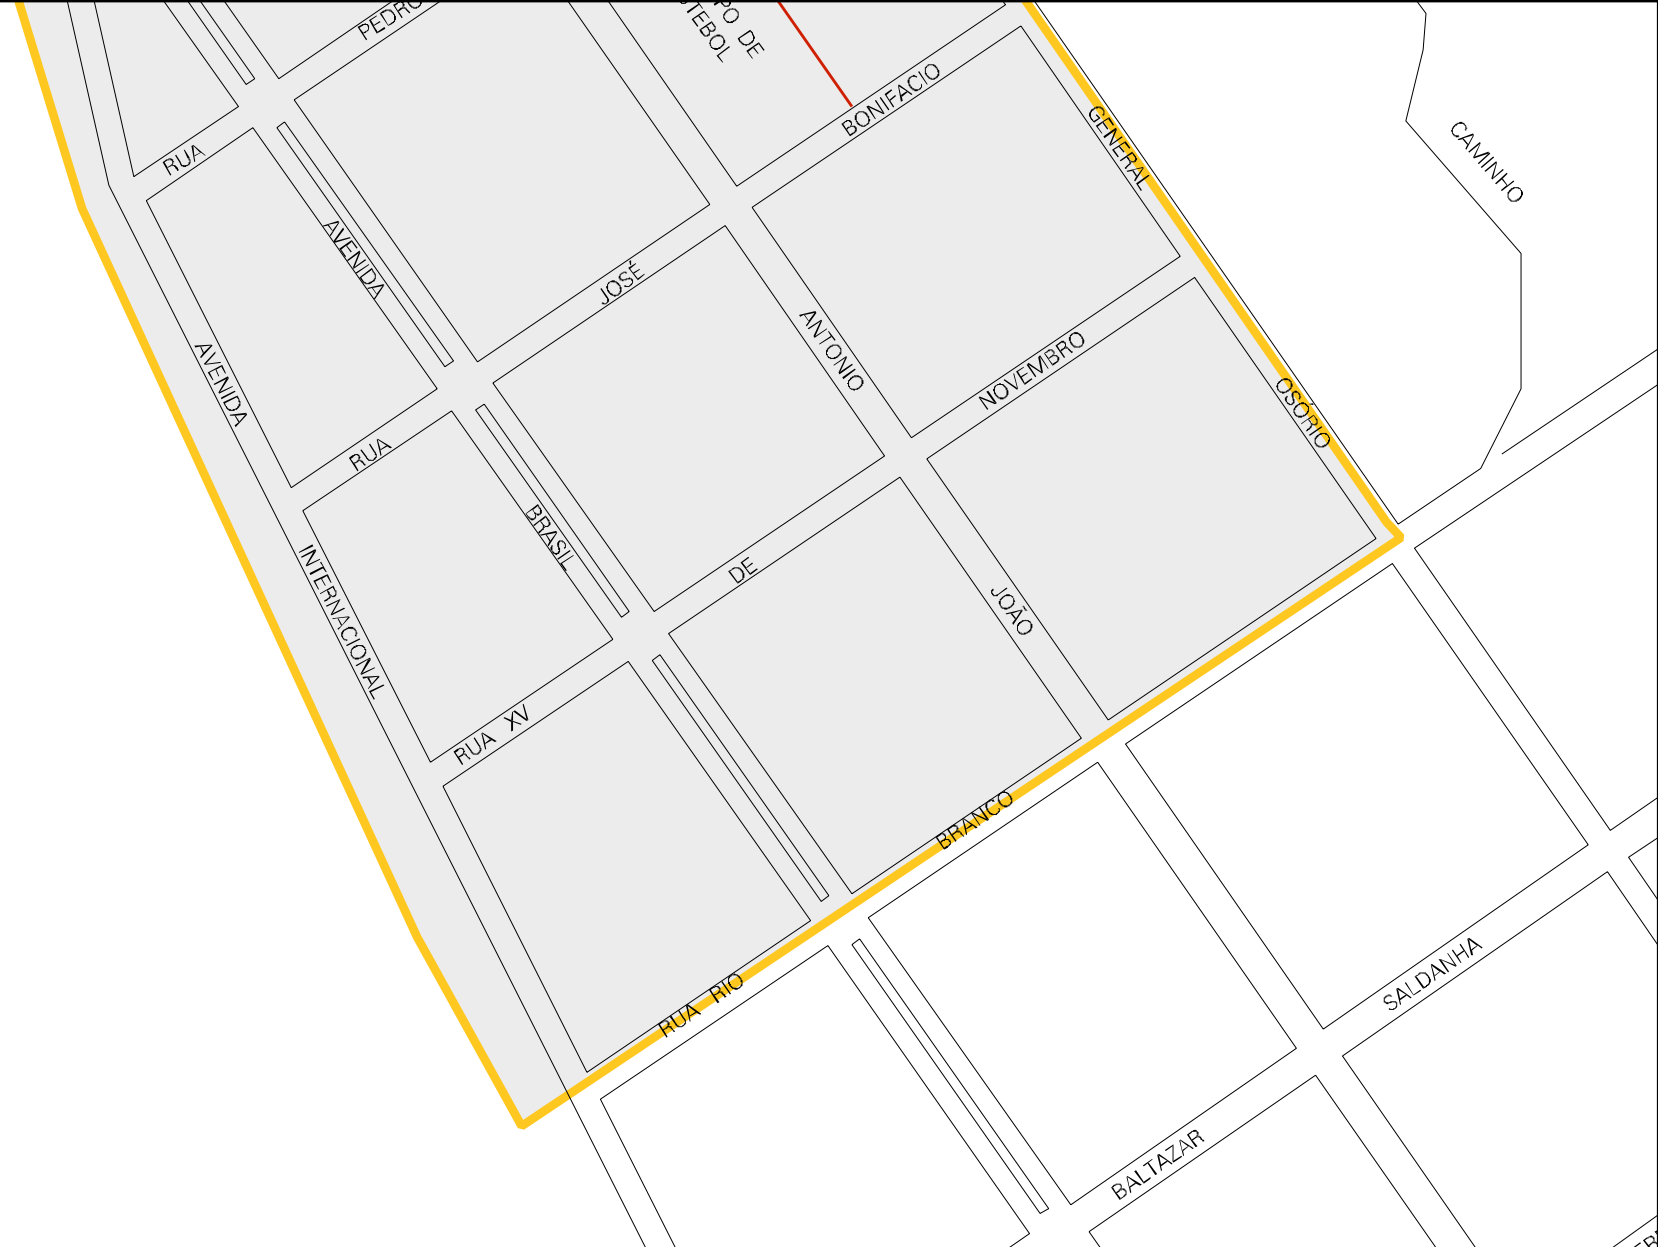 PEDRO
PO DE
TEBOL
RUA
BONIFACIO
GENERAL
CAMINHO
AVENIDA
JOSÉ
ANTONIO
NOVEMBRO
AVENIDA
OSÓRIO
RUA
BRASIL
DE
JOÃO
INTERNACIONAL
RUA XV
BRANCO
RUA RIO
SALDANHA
BALTAZAR